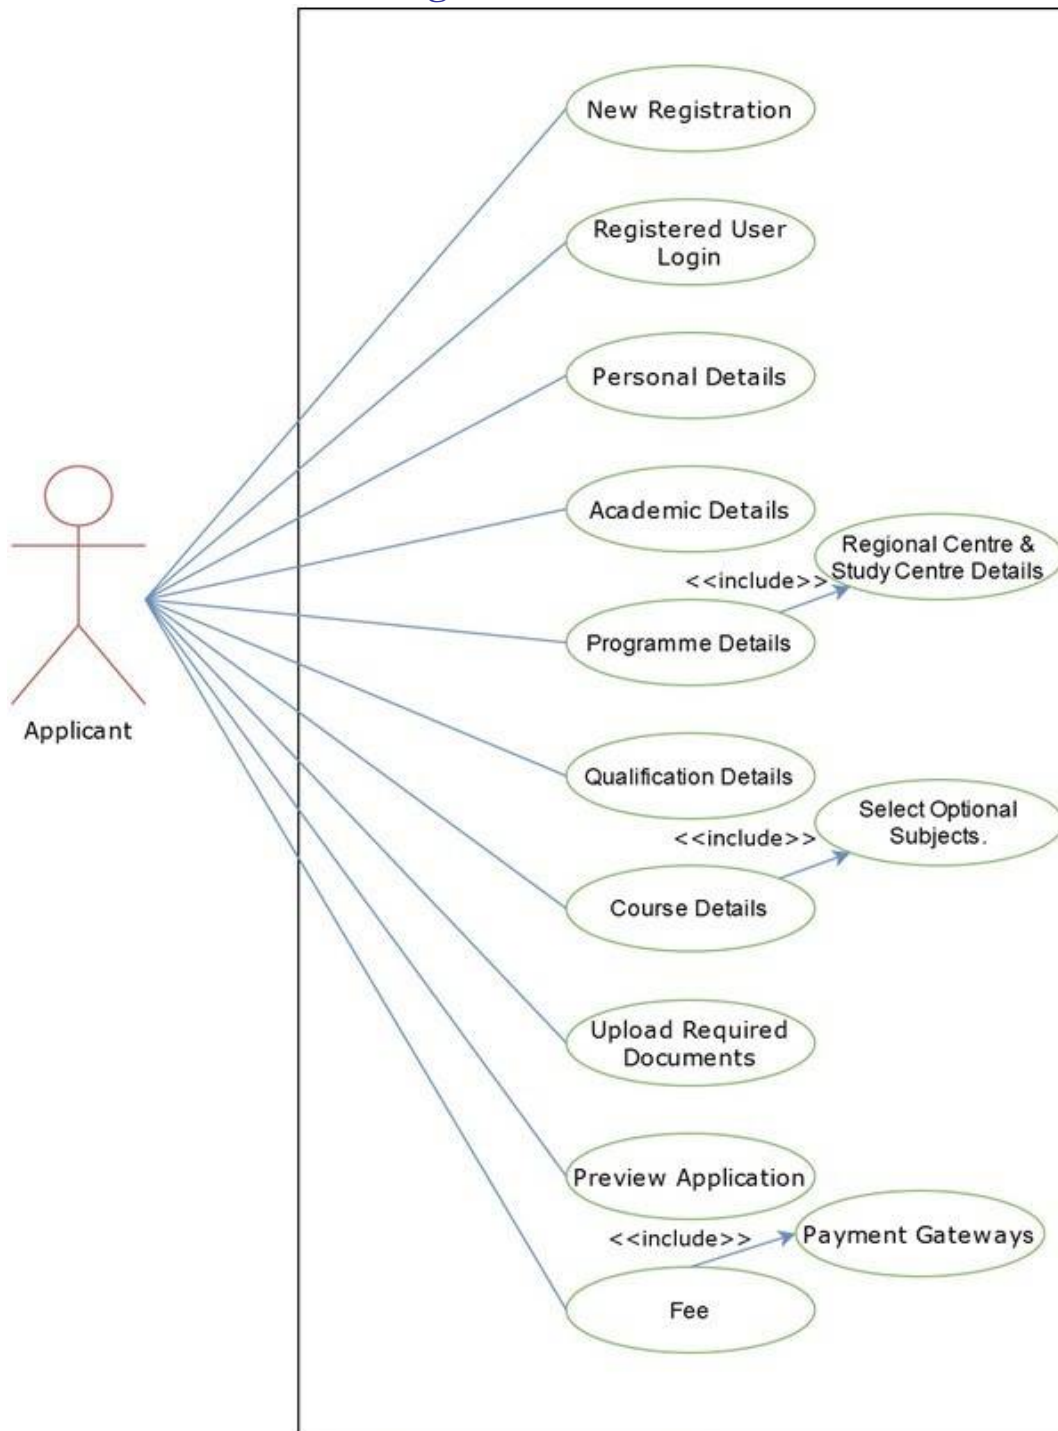 New Registration
Registered User
Login
Personal Details
Academic Details
Regional Centre &
Study Centre Details
<<include>>
Programme Details
Applicant
Qualification Details
Select Optional
Subjects.
<<include>>
Course Details
Upload Required
Documents
Preview Application
<<include>>
Payment Gateways
Fee